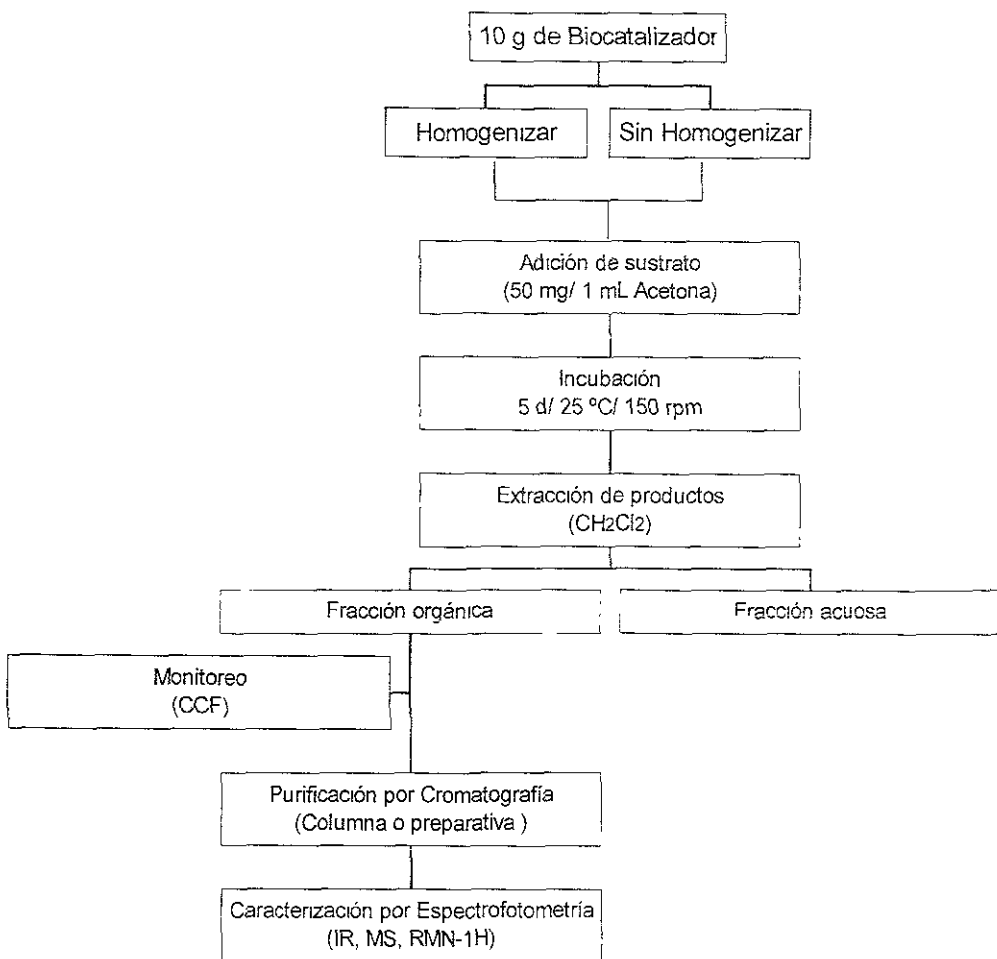 10 g de Biocatalizador
Homogenizar
Sin Homogenizar
Adición de sustrato
(50 mg/ 1 mL Acetona)
Incubación
5 d/ 25 ºC/ 150 rpm
Extracción de productos
(CH2Cl2)
Fracción orgánica
Fracción acuosa
Monitoreo
(CCF)
Purificación por Cromatografía
(Columna o preparativa )
Caracterización por Espectrofotometría
(IR, MS, RMN-1H)